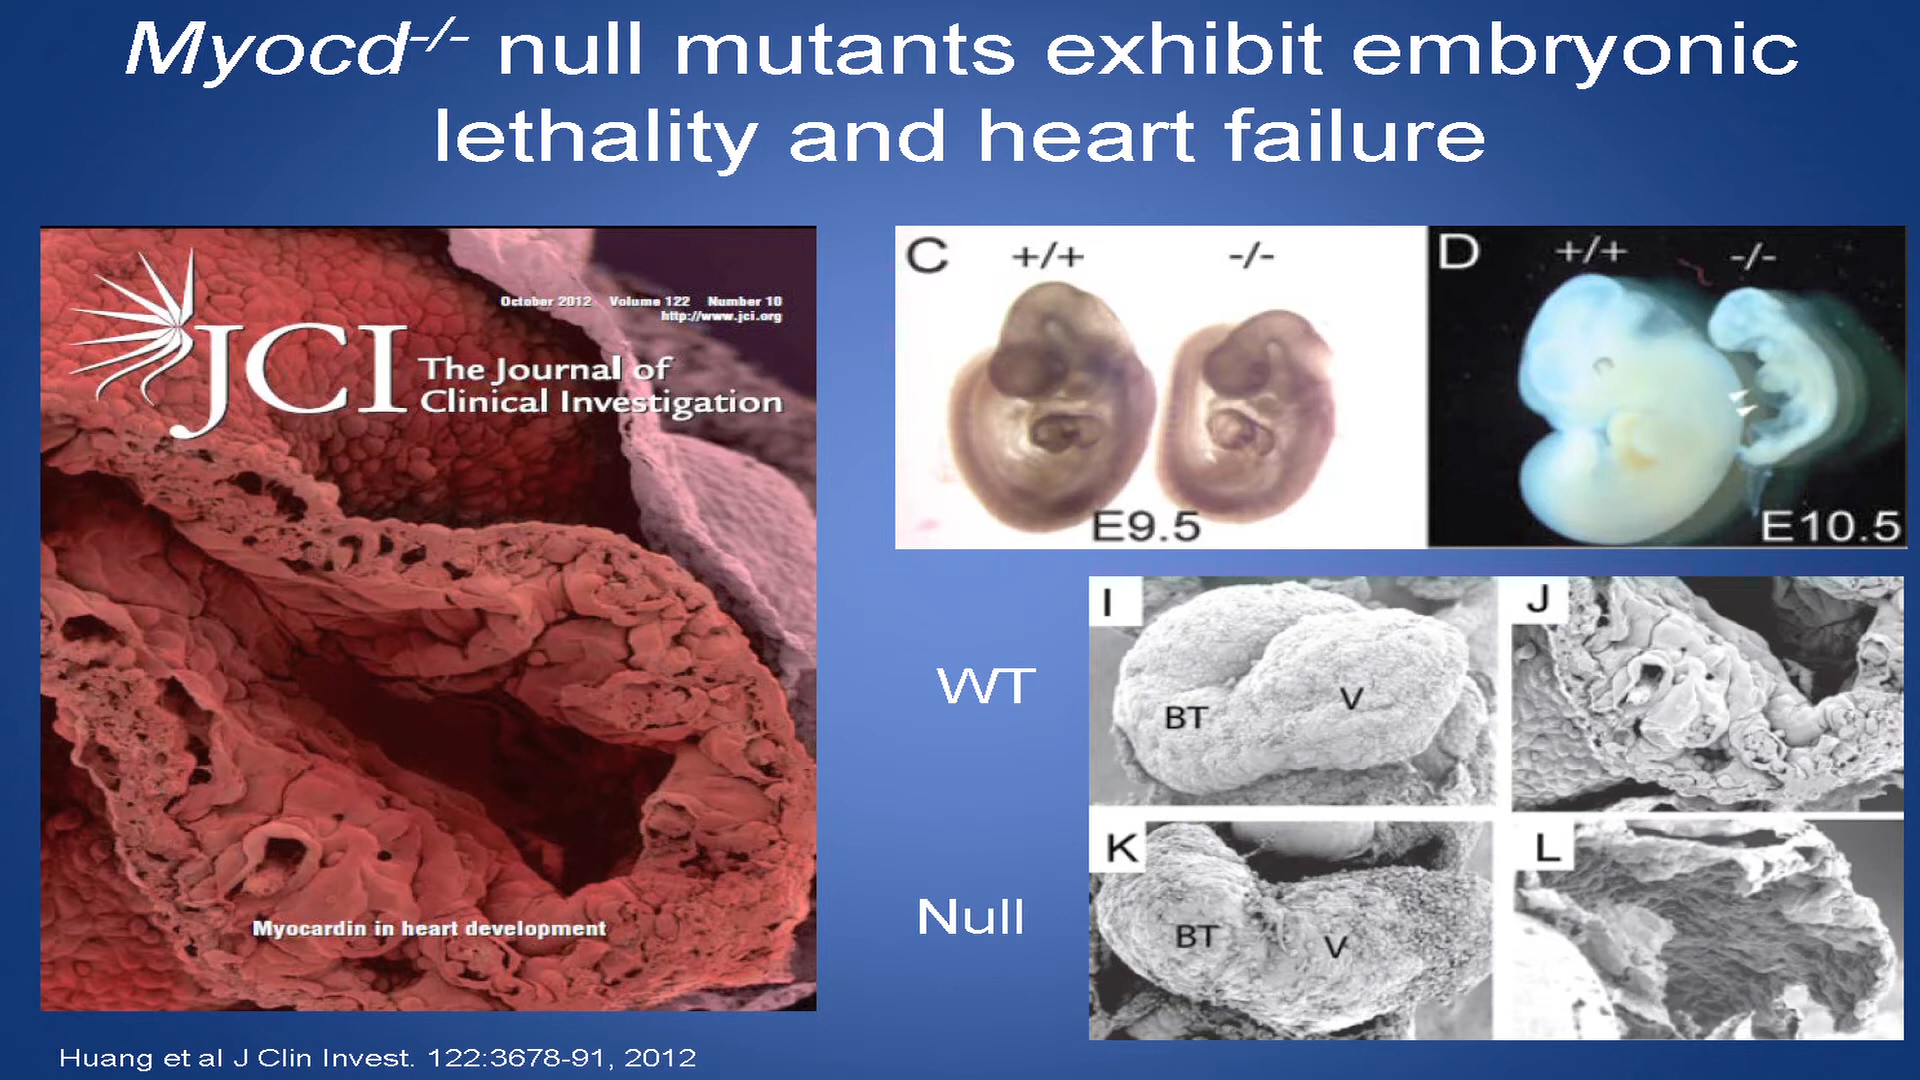 Myocd-/- null mutants exhibit embryonic
lethality and heart failure
October 2012 Volume 122 Number 10
http://www.jci.org
JCI The Journal of
Clinical Investigation
Myocardin in heart development
Huang et al J Clin Invest. 122:3678-91, 2012
C +/+ -/-
E9.5
D +/+ -/-
E10.5
WT
I
BT V
J
Null
K
BT V
L